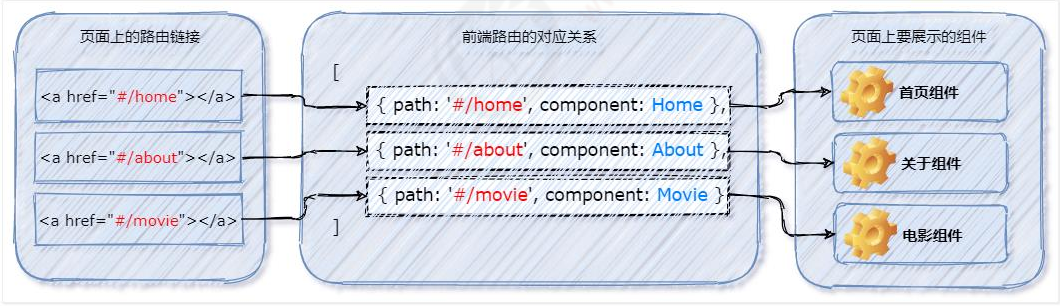 页面上的路由链接
<a href="#/home"></a>
<a href="#/about"></a>
<a href="#/movie"></a>
前端路由的对应关系
[
{ path: '#/home', component: Home },
{ path: '#/about', component: About },
{ path: '#/movie', component: Movie }
]
页面上要展示的组件
首页组件
关于组件
电影组件